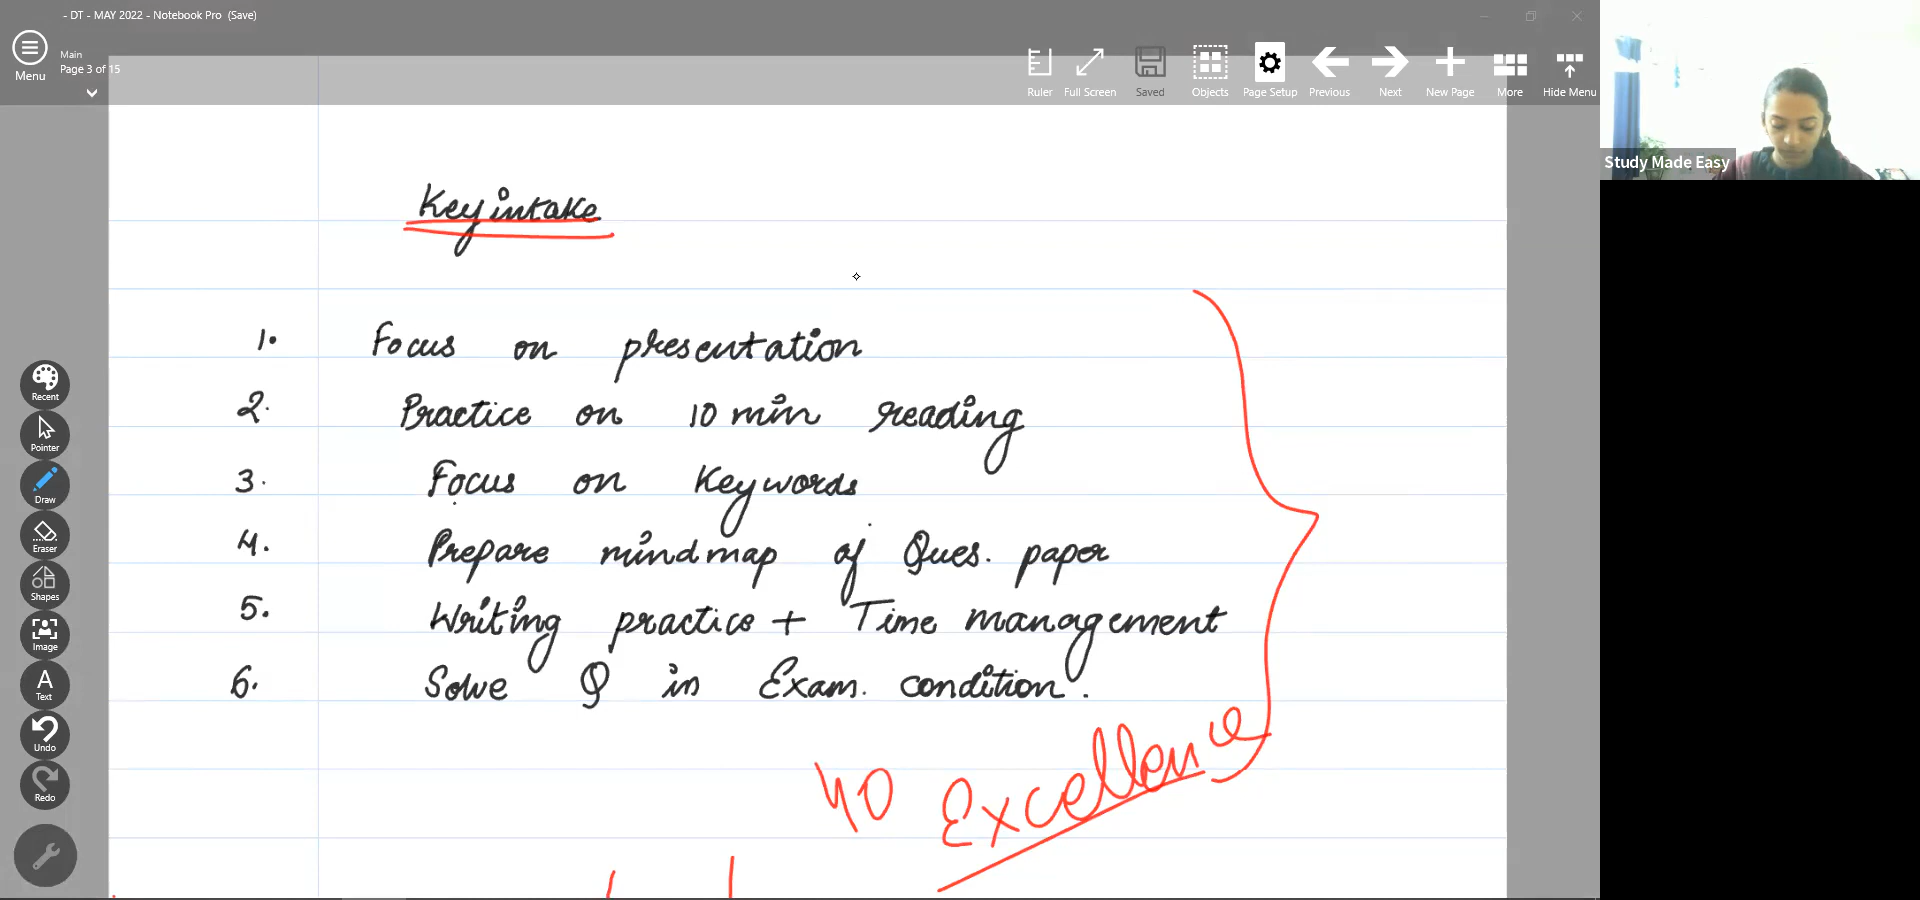 - DT - MAY 2022 - Notebook Pro (Save)
Menu
Main
Page 3 of 15
Ruler
Full Screen
Saved
Objects
Page Setup
Previous
Next
New Page
More
Hide Menu
Study Made Easy
Key intake
1. Focus on presentation
2. Practice on 10 min reading
3. Focus on Keywords
4. Prepare mindmap of Ques. paper
5. Writing practice + Time management
6. Solve Q in Exam. condition.
40 Excellence
Recent
Pointer
Draw
Eraser
Shapes
Image
Text
Undo
Redo